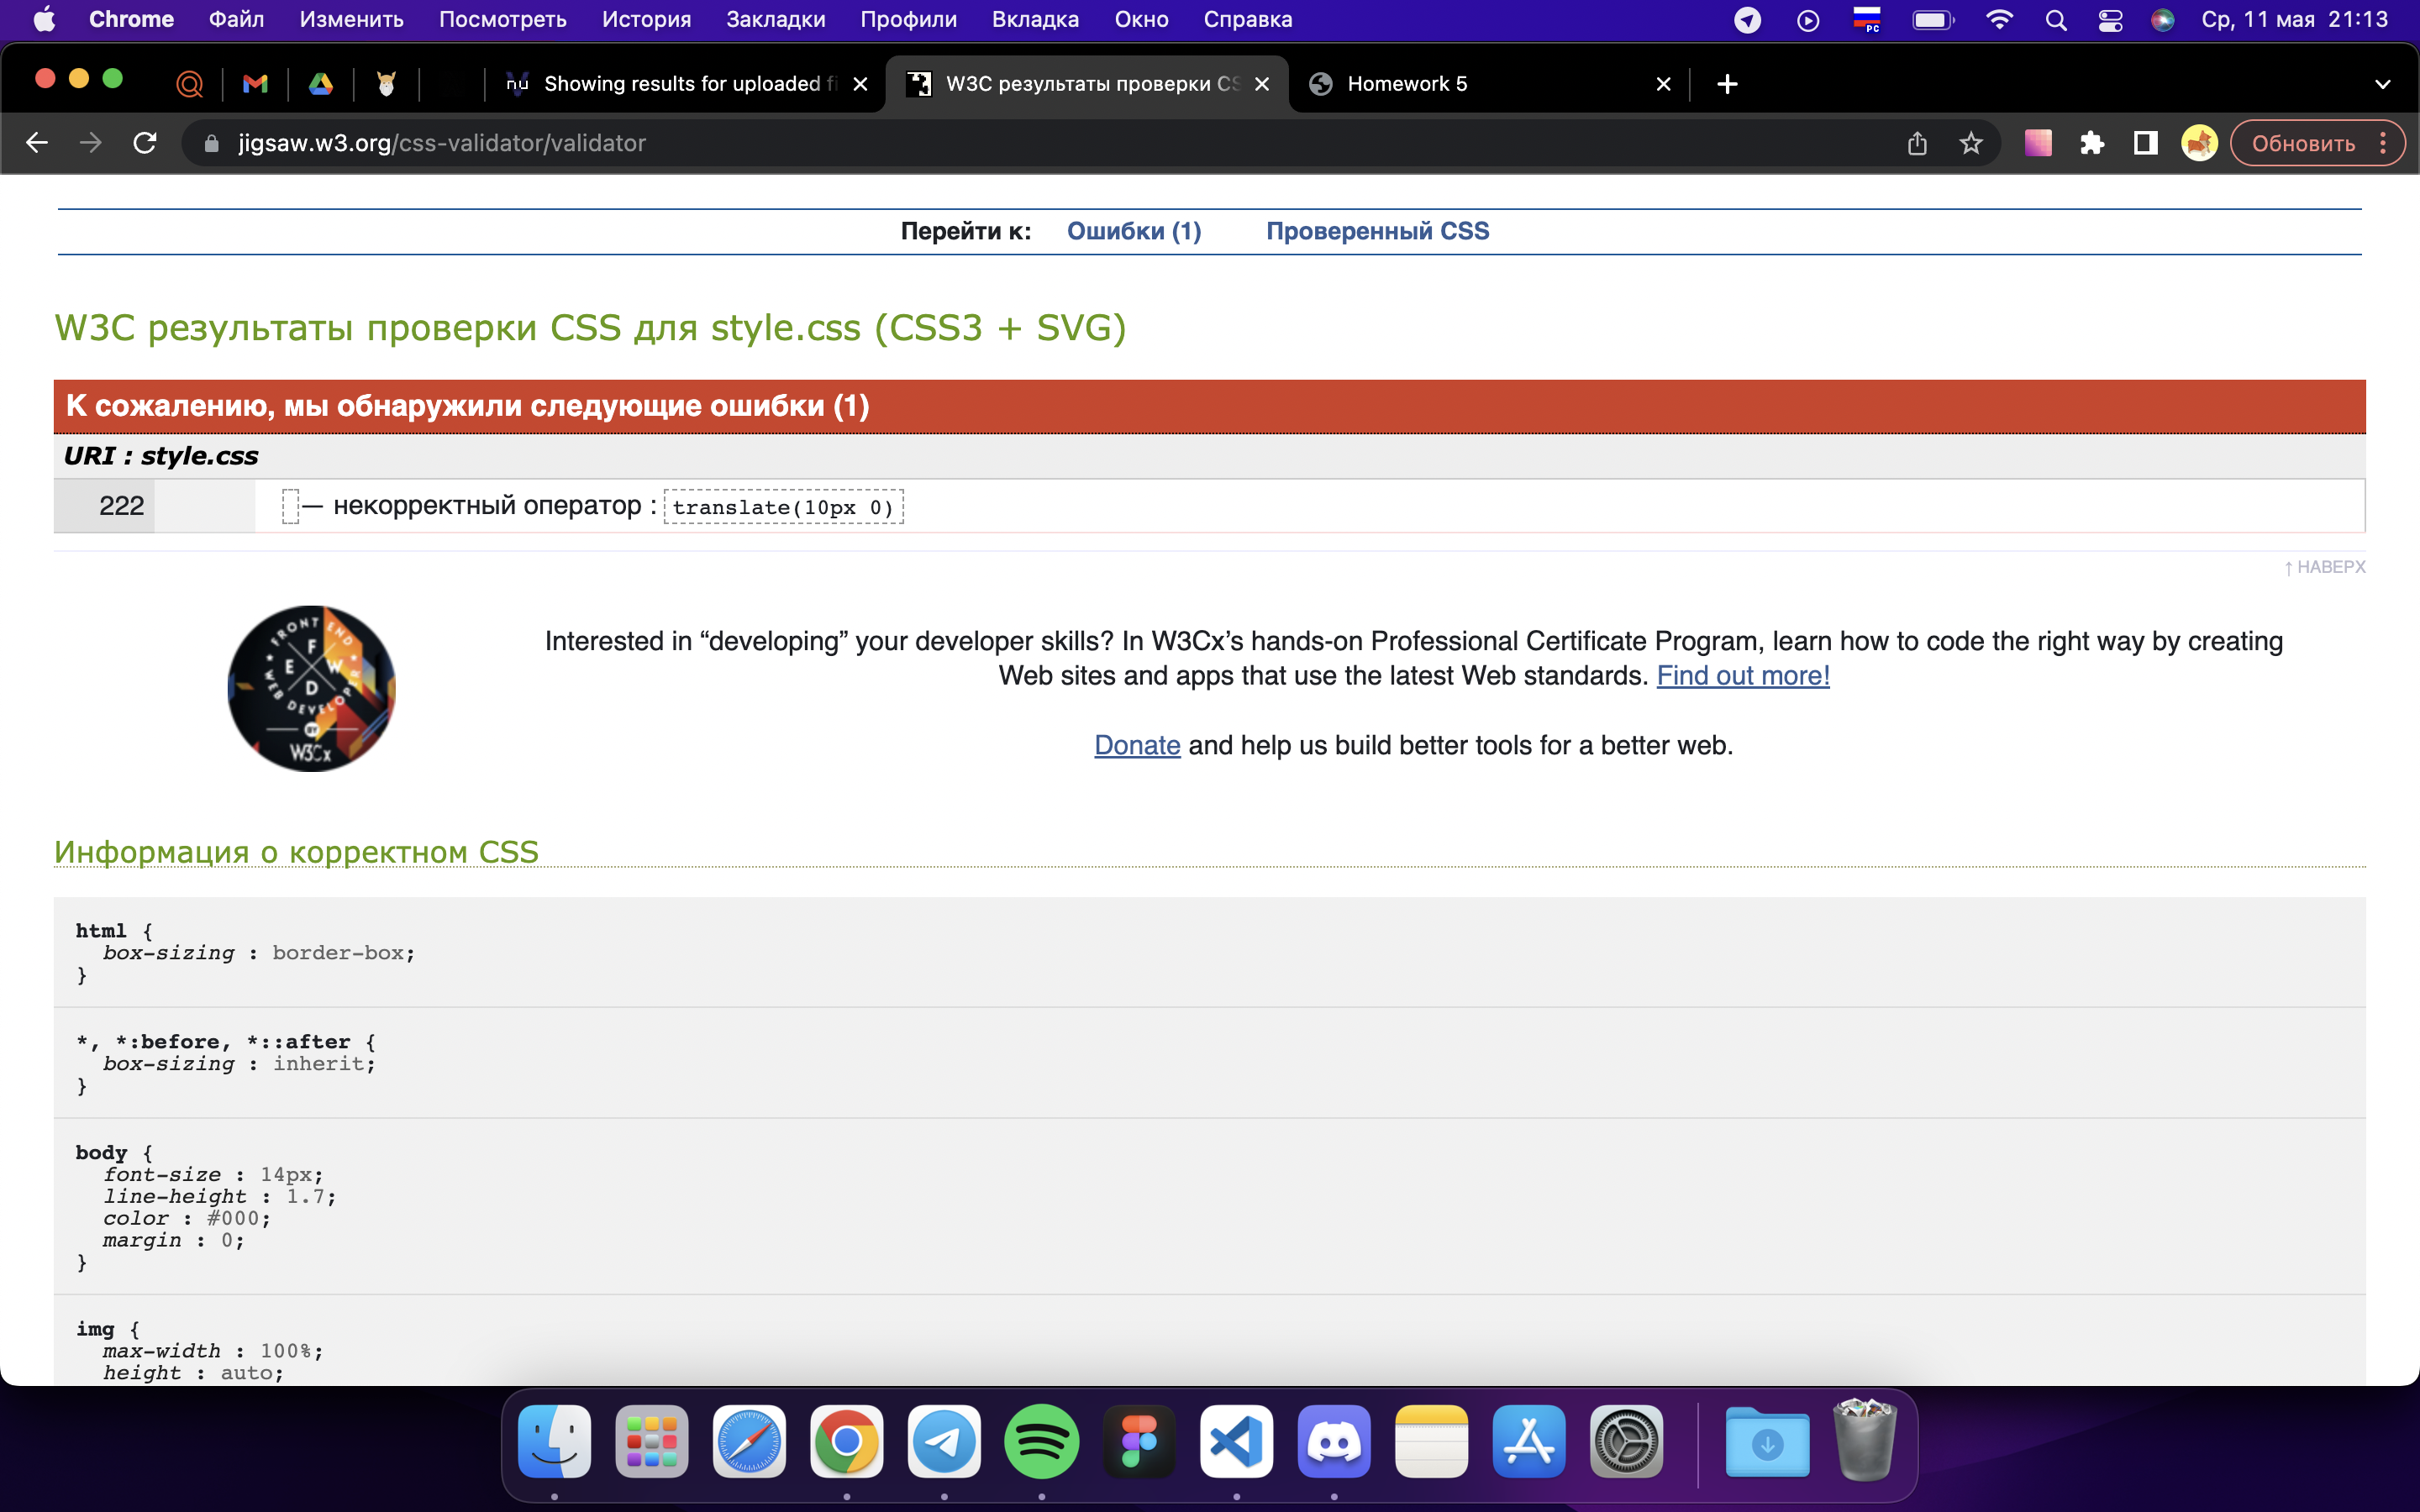 Chrome Файл Изменить Посмотреть История Закладки Профили Вкладка Окно Справка РС Ср, 11 мая 21:13
Showing results for uploaded fi W3C результаты проверки CS Homework 5
jigsaw.w3.org/css-validator/validator Обновить
Перейти к: Ошибки (1) Проверенный CSS
W3C результаты проверки CSS для style.css (CSS3 + SVG)
К сожалению, мы обнаружили следующие ошибки (1)
URI : style.css
222 — некорректный оператор : translate(10px 0)
↑ НАВЕРХ
FRONT END
F
E W
D
WEB DEVELOPER
BY
W3Cx
Interested in “developing” your developer skills? In W3Cx’s hands-on Professional Certificate Program, learn how to code the right way by creating
Web sites and apps that use the latest Web standards. Find out more!
Donate and help us build better tools for a better web.
Информация о корректном CSS
html {
box-sizing : border-box;
}
*, *:before, *::after {
box-sizing : inherit;
}
body {
font-size : 14px;
line-height : 1.7;
color : #000;
margin : 0;
}
img {
max-width : 100%;
height : auto;